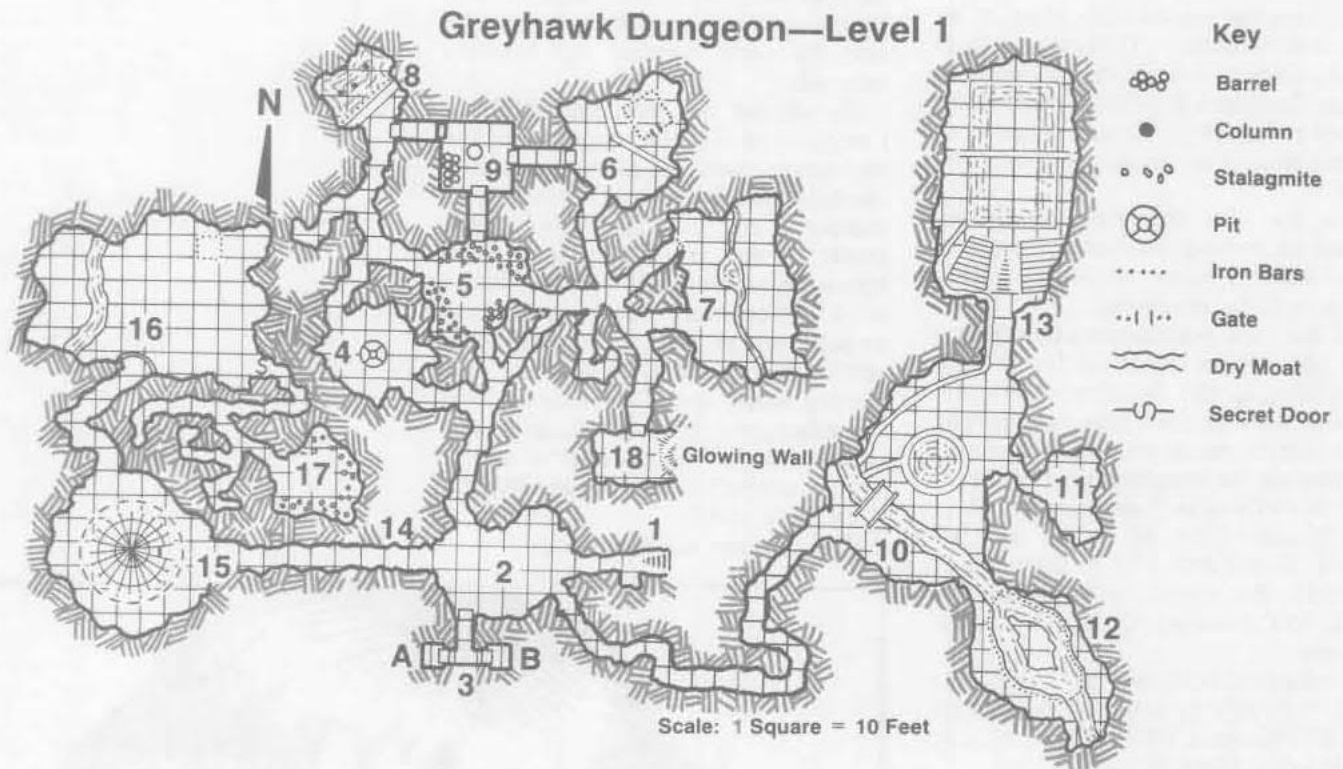 Greyhawk Dungeon—Level 1
Key
Barrel
Column
Stalagmite
Pit
Iron Bars
Gate
Dry Moat
Secret Door
N
8
9
6
5
7
16
4
13
18
Glowing Wall
17
11
14
1
15
2
10
12
A
B
3
Scale: 1 Square = 10 Feet